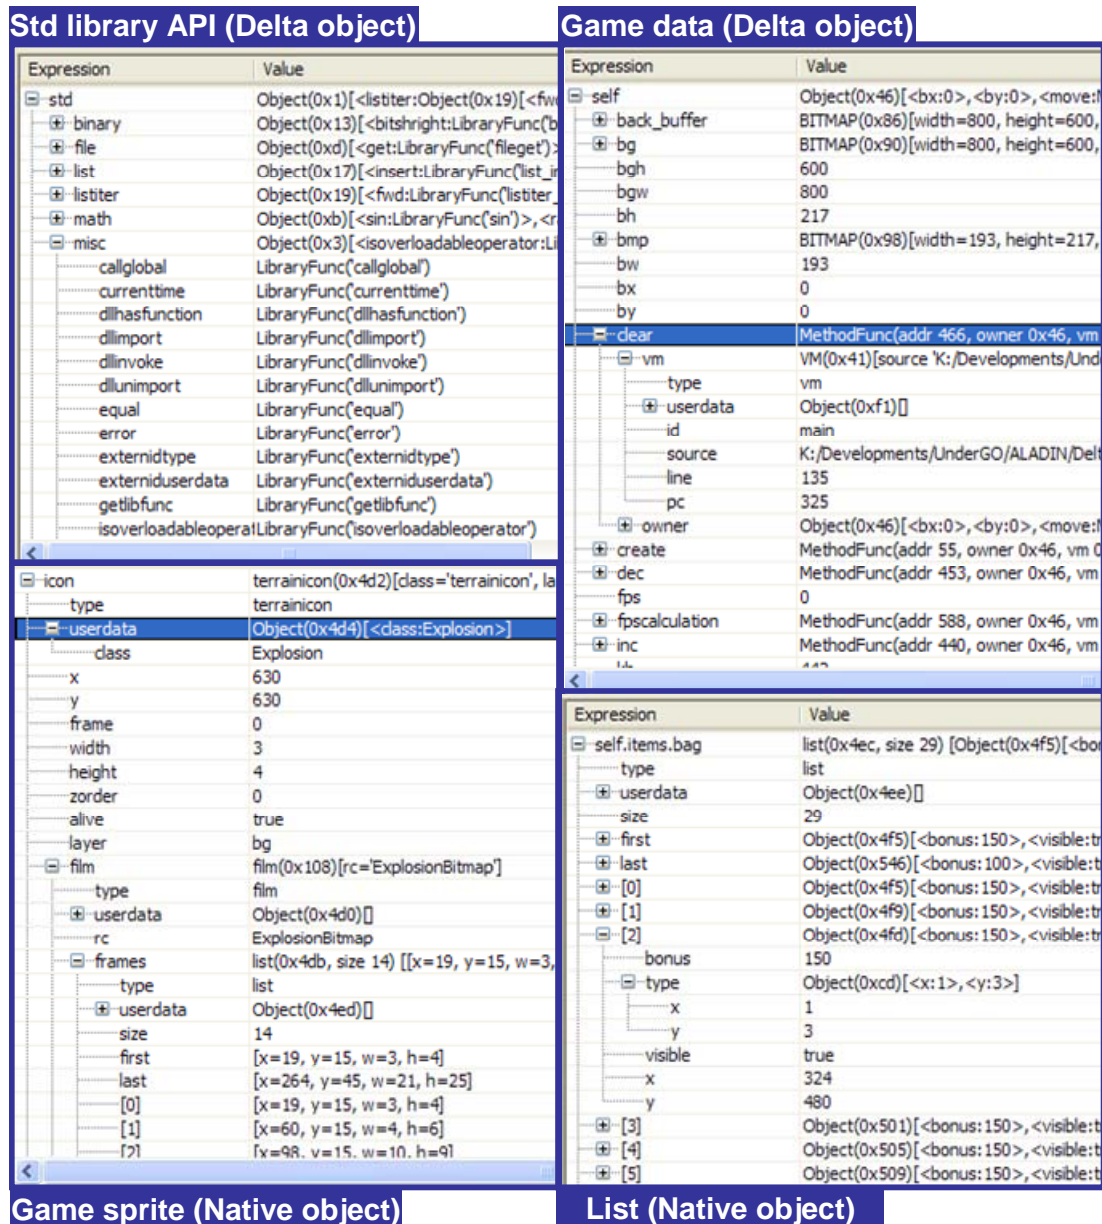 Std library API (Delta object)
Expression Value
std Object(0x1)[<listiter:Object(0x19)[<fwd
binary Object(0x13)[<bitshright:LibraryFunc('b
file Object(0xd)[<get:LibraryFunc('fileget')>
list Object(0x17)[<insert:LibraryFunc('list_in
listiter Object(0x19)[<fwd:LibraryFunc('listiter_
math Object(0xb)[<sin:LibraryFunc('sin')>,<r
misc Object(0x3)[<isoverloadableoperator:Li
callglobal LibraryFunc('callglobal')
currenttime LibraryFunc('currenttime')
dllhasfunction LibraryFunc('dllhasfunction')
dllimport LibraryFunc('dllimport')
dllinvoke LibraryFunc('dllinvoke')
dllunimport LibraryFunc('dllunimport')
equal LibraryFunc('equal')
error LibraryFunc('error')
externidtype LibraryFunc('externidtype')
externiduserdata LibraryFunc('externiduserdata')
getlibfunc LibraryFunc('getlibfunc')
isoverloadableoperat LibraryFunc('isoverloadableoperator')
Game data (Delta object)
Expression Value
self Object(0x46)[<bx:0>,<by:0>,<move:M
back_buffer BITMAP(0x86)[width=800, height=600,
bg BITMAP(0x90)[width=800, height=600,
bgh 600
bgw 800
bh 217
bmp BITMAP(0x98)[width=193, height=217,
bw 193
bx 0
by 0
clear MethodFunc(addr 466, owner 0x46, vm
vm VM(0x41)[source 'K:/Developments/Und
type vm
userdata Object(0xf1)[]
id main
source K:/Developments/UnderGO/ALADIN/Delt
line 135
pc 325
owner Object(0x46)[<bx:0>,<by:0>,<move:M
create MethodFunc(addr 55, owner 0x46, vm 0
dec MethodFunc(addr 453, owner 0x46, vm
fps 0
fpscalculation MethodFunc(addr 588, owner 0x46, vm
inc MethodFunc(addr 440, owner 0x46, vm
icon terrainicon(0x4d2)[class='terrainicon', la
type terrainicon
userdata Object(0x4d4)[<class:Explosion>]
class Explosion
x 630
y 630
frame 0
width 3
height 4
zorder 0
alive true
layer bg
film film(0x108)[rc='ExplosionBitmap']
type film
userdata Object(0x4d0)[]
rc ExplosionBitmap
frames list(0x4db, size 14) [[x=19, y=15, w=3,
type list
userdata Object(0x4ed)[]
size 14
first [x=19, y=15, w=3, h=4]
last [x=264, y=45, w=21, h=25]
[0] [x=19, y=15, w=3, h=4]
[1] [x=60, y=15, w=4, h=6]
[2] [x=98, y=15, w=10, h=9]
Game sprite (Native object)
Expression Value
self.items.bag list(0x4ec, size 29) [Object(0x4f5)[<bon
type list
userdata Object(0x4ee)[]
size 29
first Object(0x4f5)[<bonus:150>,<visible:tr
last Object(0x546)[<bonus:100>,<visible:tr
[0] Object(0x4f5)[<bonus:150>,<visible:tr
[1] Object(0x4f9)[<bonus:150>,<visible:tr
[2] Object(0x4fd)[<bonus:150>,<visible:tr
bonus 150
type Object(0xcd)[<x:1>,<y:3>]
x 1
y 3
visible true
x 324
y 480
[3] Object(0x501)[<bonus:150>,<visible:t
[4] Object(0x505)[<bonus:150>,<visible:t
[5] Object(0x509)[<bonus:150>,<visible:t
List (Native object)